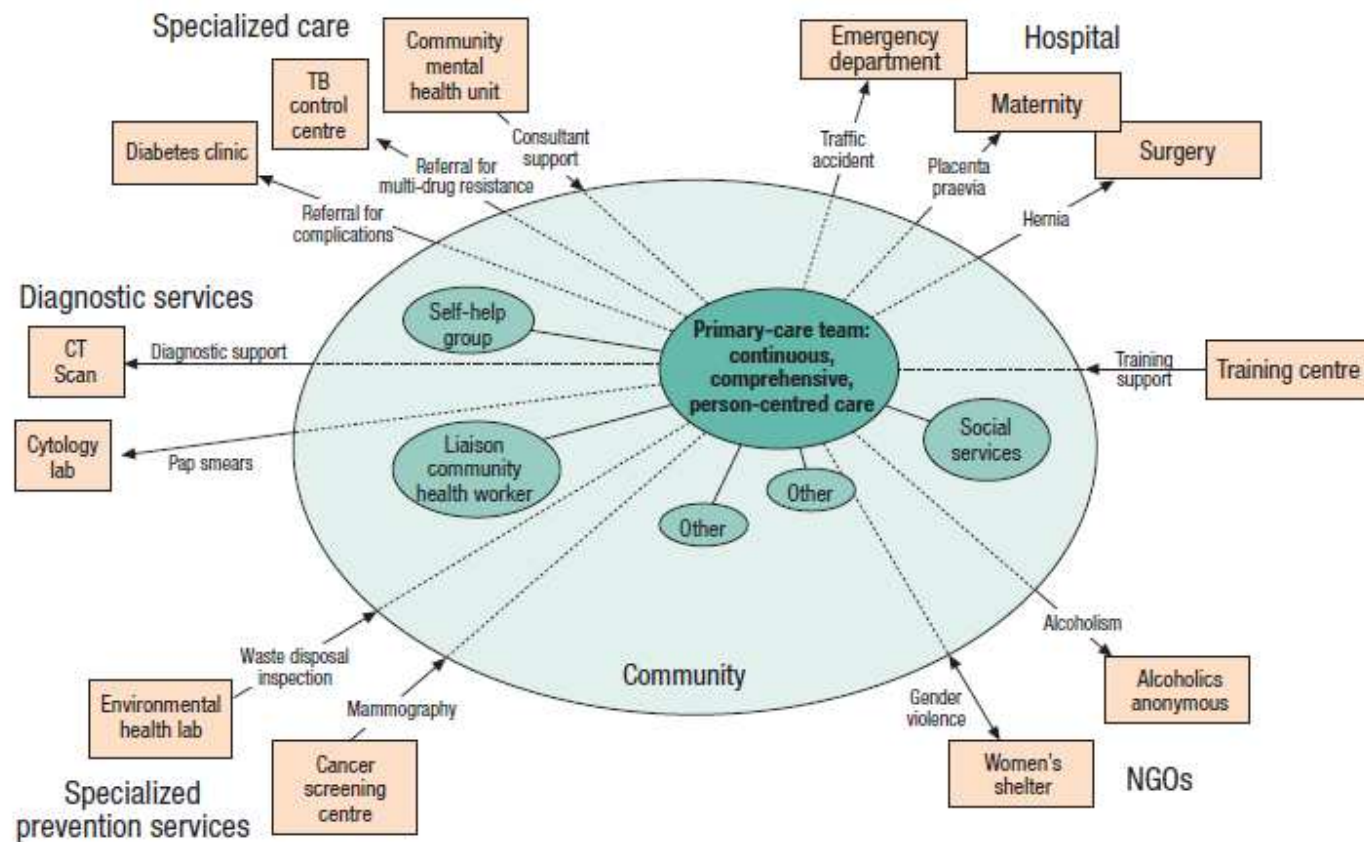 Specialized care
Community
mental
health unit
TB
control
centre
Diabetes clinic
Consultant
support
Referral for
multi-drug resistance
Referral for
complications
Emergency
department
Hospital
Maternity
Surgery
Traffic
accident
Placenta
praevia
Hernia
Diagnostic services
CT
Scan
Diagnostic support
Cytology
lab
Pap smears
Self-help
group
Primary-care team:
continuous,
comprehensive,
person-centred care
Training
support
Training centre
Liaison
community
health worker
Social
services
Other
Other
Community
Waste disposal
inspection
Environmental
health lab
Mammography
Cancer
screening
centre
Specialized
prevention services
Alcoholism
Alcoholics
anonymous
Gender
violence
Women's
shelter
NGOs